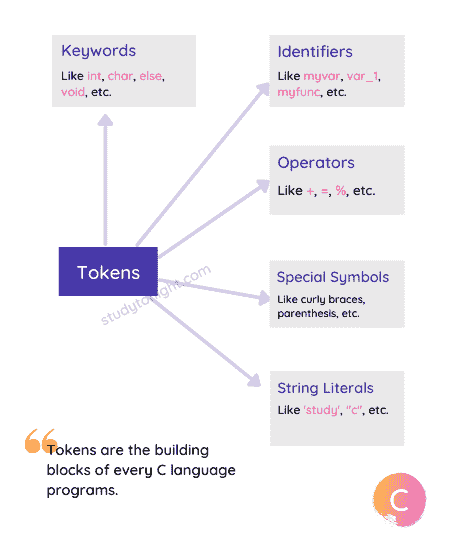 Keywords
Like int, char, else,
void, etc.
Identifiers
Like myvar, var_1,
myfunc, etc.
Operators
Like +, =, %, etc.
Tokens
studytonight.com
Special Symbols
Like curly braces,
parenthesis, etc.
String Literals
Like 'study', "c", etc.
Tokens are the building
blocks of every C language
programs.
C